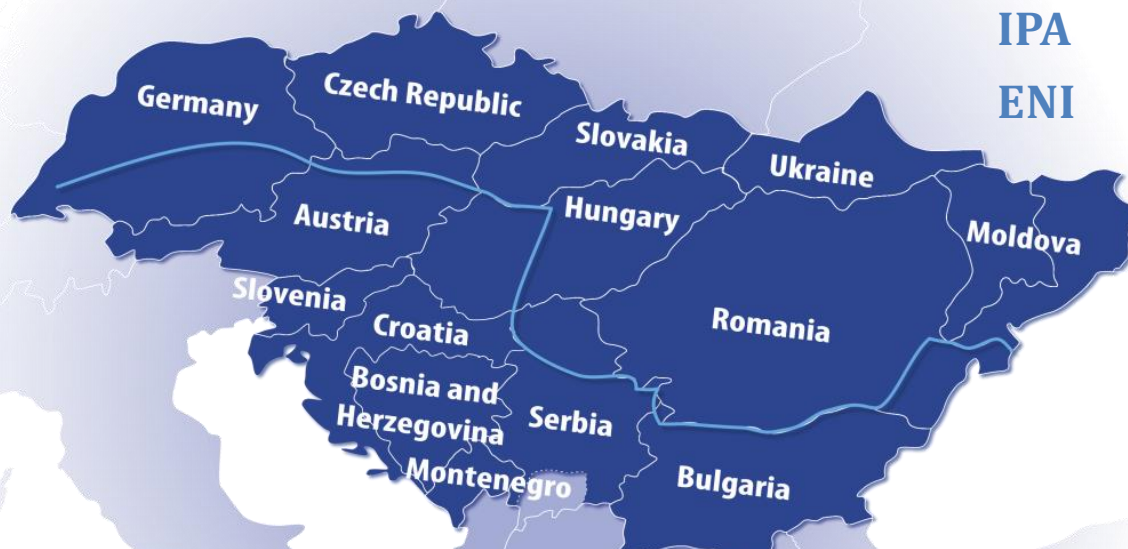 IPA
ENI
Germany
Czech Republic
Slovakia
Ukraine
Austria
Hungary
Moldova
Slovenia
Croatia
Romania
Bosnia and
Herzegovina
Serbia
Montenegro
Bulgaria